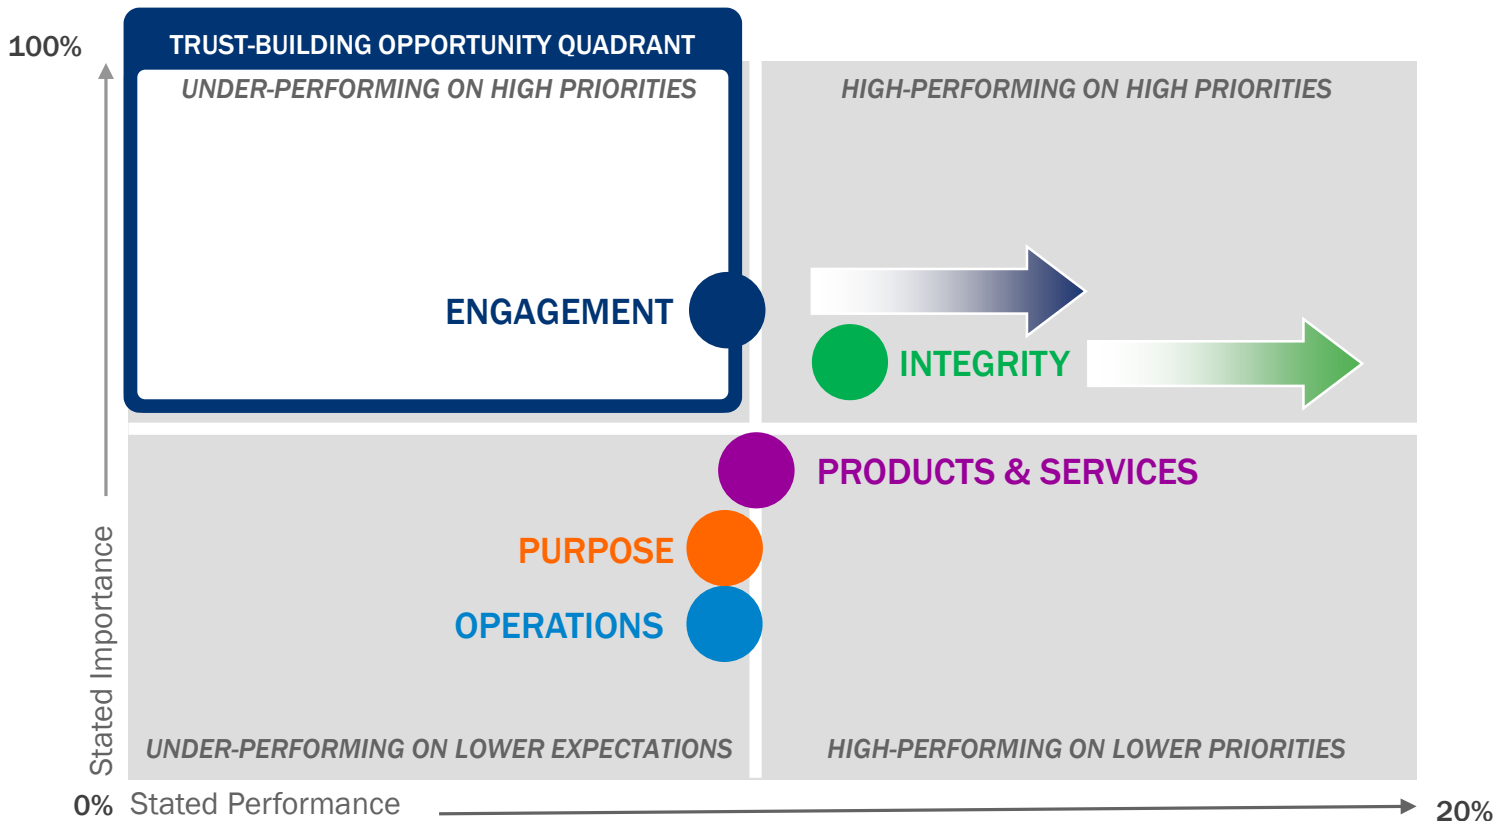 TRUST-BUILDING OPPORTUNITY QUADRANT
100%
UNDER-PERFORMING ON HIGH PRIORITIES
HIGH-PERFORMING ON HIGH PRIORITIES
ENGAGEMENT
INTEGRITY
PRODUCTS & SERVICES
PURPOSE
OPERATIONS
Stated Importance
UNDER-PERFORMING ON LOWER EXPECTATIONS
HIGH-PERFORMING ON LOWER PRIORITIES
0%
Stated Performance
20%